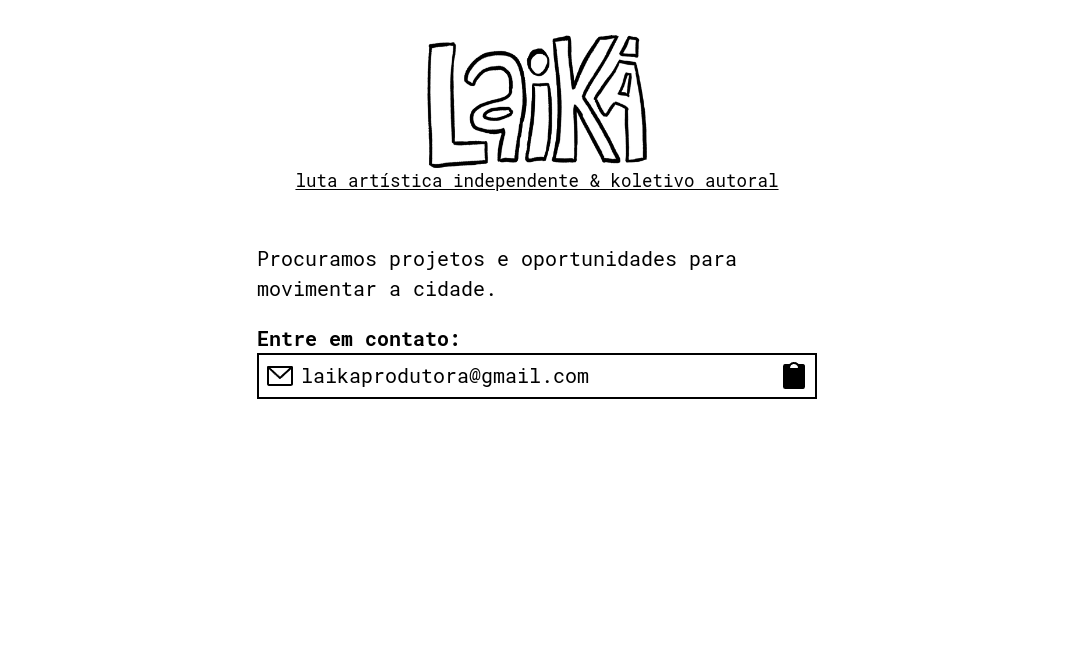 LaiKA
luta artística independente & koletivo autoral
Procuramos projetos e oportunidades para
movimentar a cidade.
Entre em contato:
laikaprodutora@gmail.com